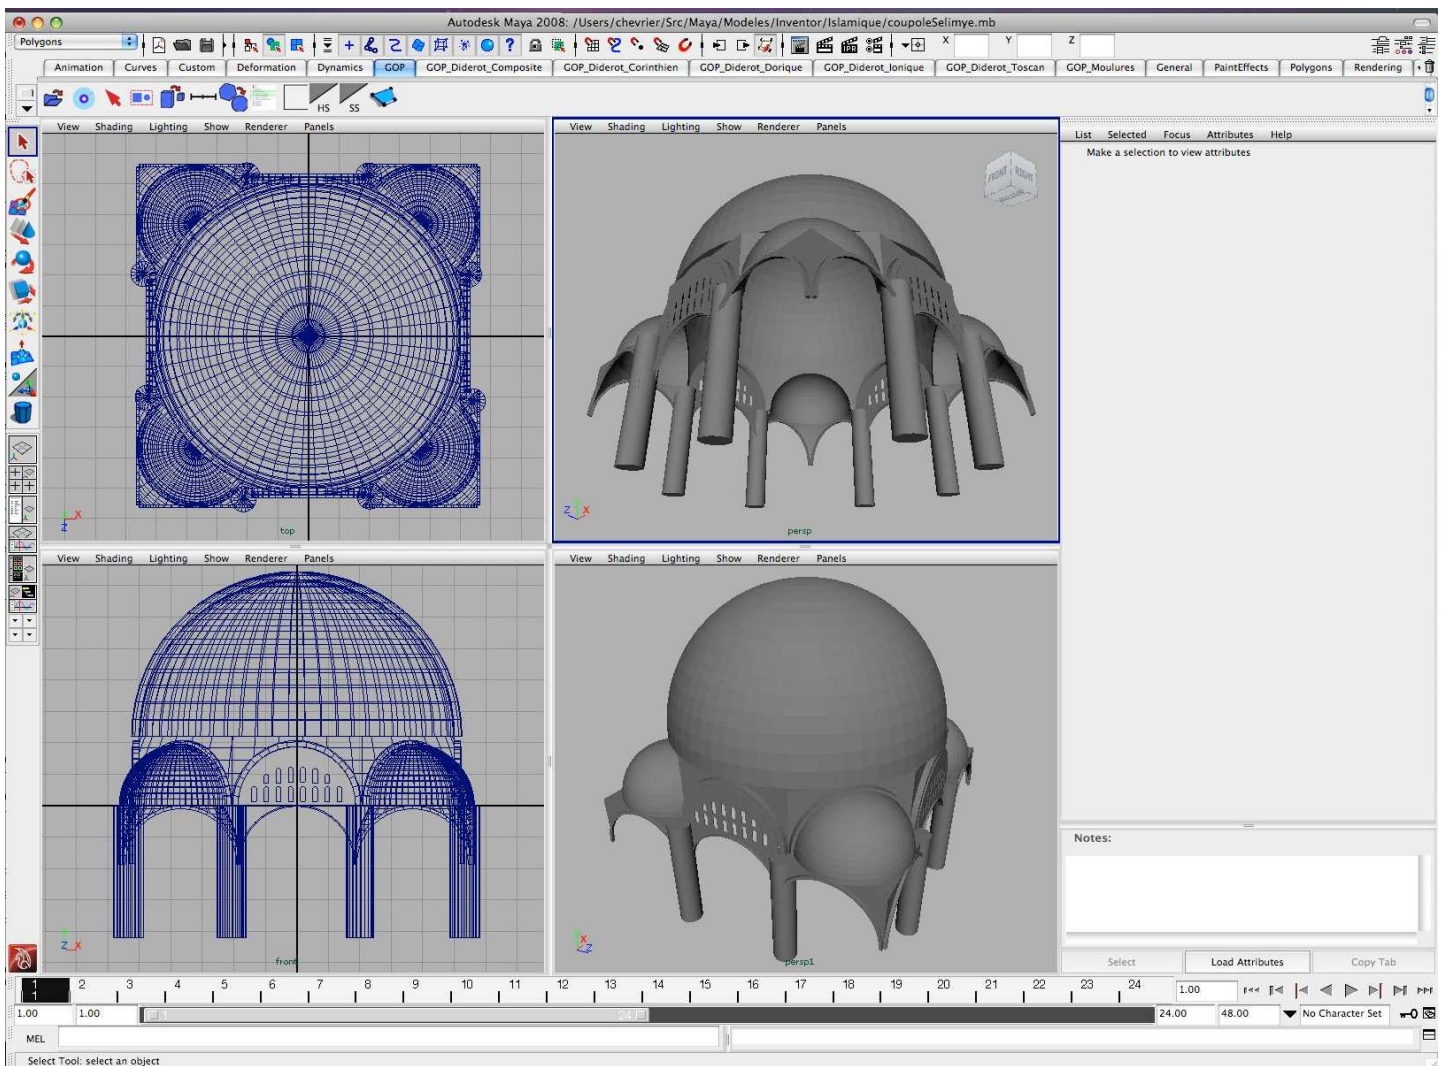 Autodesk Maya 2008: /Users/chevrier/Src/Maya/Modeles/Inventor/Islamique/coupoleSelimye.mb
Polygons X Y Z
Animation Curves Custom Deformation Dynamics GOP GOP_Diderot_Composite GOP_Diderot_Corinthien GOP_Diderot_Dorique GOP_Diderot_Ionique GOP_Diderot_Toscan GOP_Moulures General PaintEffects Polygons Rendering
HS SS
View Shading Lighting Show Renderer Panels
View Shading Lighting Show Renderer Panels
List Selected Focus Attributes Help
Make a selection to view attributes
FRONT RIGHT
X
Z
top
Z X
persp
View Shading Lighting Show Renderer Panels
View Shading Lighting Show Renderer Panels
Notes:
Z X
front
X
Z
persp1
Select Load Attributes Copy Tab
1 2 3 4 5 6 7 8 9 10 11 12 13 14 15 16 17 18 19 20 21 22 23 24 1.00
1
1.00 1.00 1 24 24.00 48.00 No Character Set
MEL
Select Tool: select an object